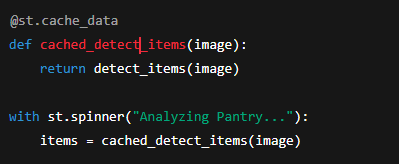 @st.cache_data
def cached_detect_items(image):
    return detect_items(image)
with st.spinner("Analyzing Pantry..."):
    items = cached_detect_items(image)